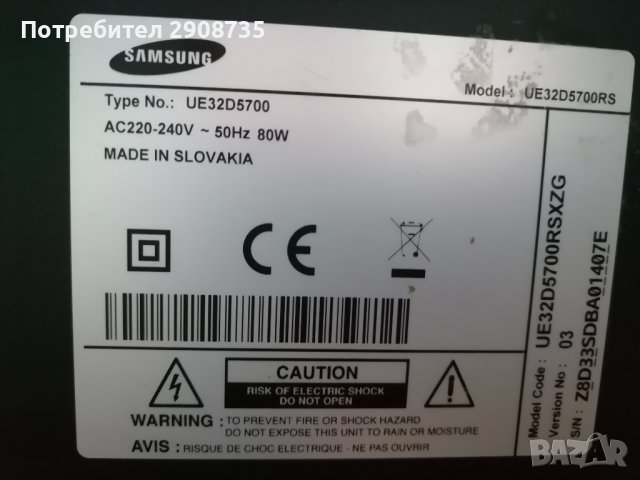 Потребител 2908735
SAMSUNG
Model : UE32D5700RS
Type No.: UE32D5700
AC220-240V ~ 50Hz 80W
MADE IN SLOVAKIA
CE
Model Code : UE32D5700RSXZG
Version No : 03
S/N : Z8D33SDBA01407E
CAUTION
RISK OF ELECTRIC SHOCK
DO NOT OPEN
WARNING : TO PREVENT FIRE OR SHOCK HAZARD
DO NOT EXPOSE THIS UNIT TO RAIN OR MOISTURE
AVIS : RISQUE DE CHOC ELECTRIQUE - NE PAS OUVRIR
BAZAR